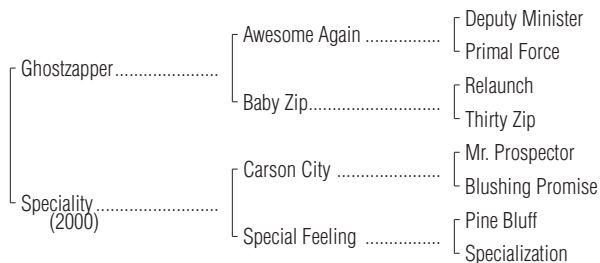 Deputy Minister
Awesome Again ................
Primal Force
Ghostzapper......................
Relaunch
Baby Zip............................
Thirty Zip
Mr. Prospector
Carson City ......................
Blushing Promise
Speciality..........................
(2000)
Pine Bluff
Special Feeling ................
Specialization